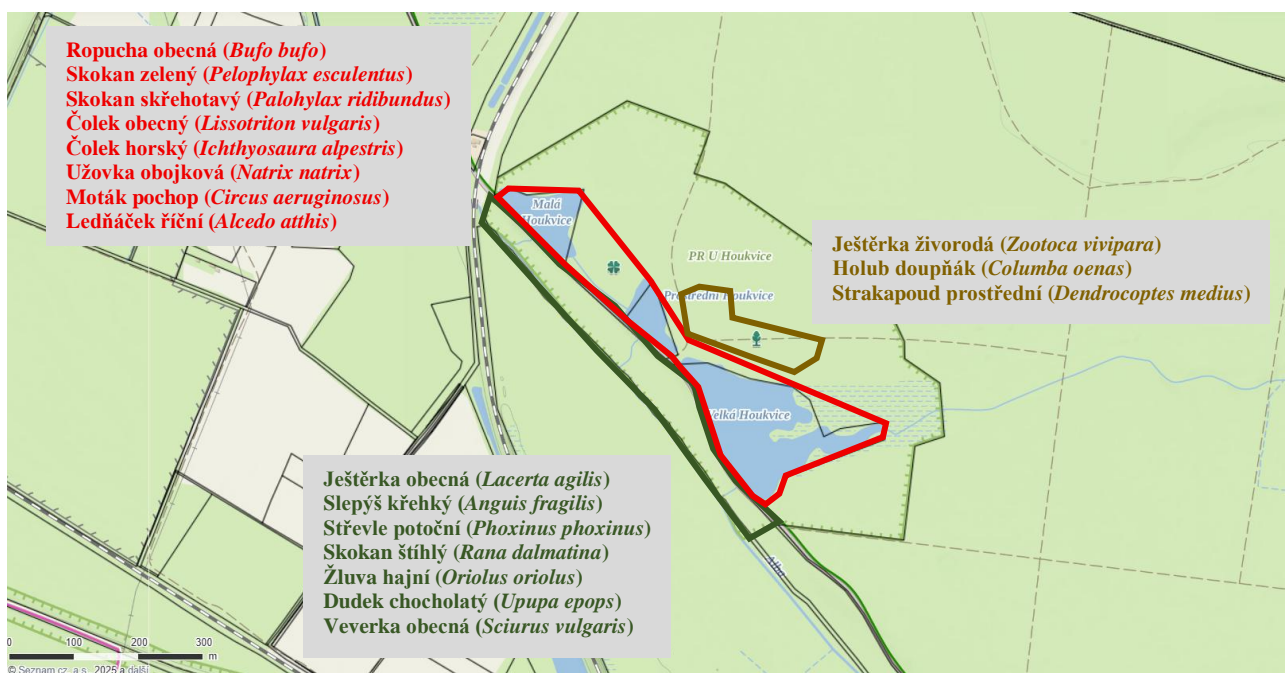 Ropucha obecná (Bufo bufo)
Skokan zelený (Pelophylax esculentus)
Skokan skřehotavý (Palohylax ridibundus)
Čolek obecný (Lissotriton vulgaris)
Čolek horský (Ichthyosaura alpestris)
Užovka obojková (Natrix natrix)
Moták pochop (Circus aeruginosus)
Ledňáček říční (Alcedo atthis)
Malá
Houkvice
PR U Houkvice
Prostřední Houkvice
Velká Houkvice
Ještěrka živorodá (Zootoca vivipara)
Holub doupňák (Columba oenas)
Strakapoud prostřední (Dendrocoptes medius)
Ještěrka obecná (Lacerta agilis)
Slepýš křehký (Anguis fragilis)
Střevle potoční (Phoxinus phoxinus)
Skokan štíhlý (Rana dalmatina)
Žluva hajní (Oriolus oriolus)
Dudek chocholatý (Upupa epops)
Veverka obecná (Sciurus vulgaris)
Alba
0 100 200 300
m
© Seznam.cz, a.s., 2025 a další